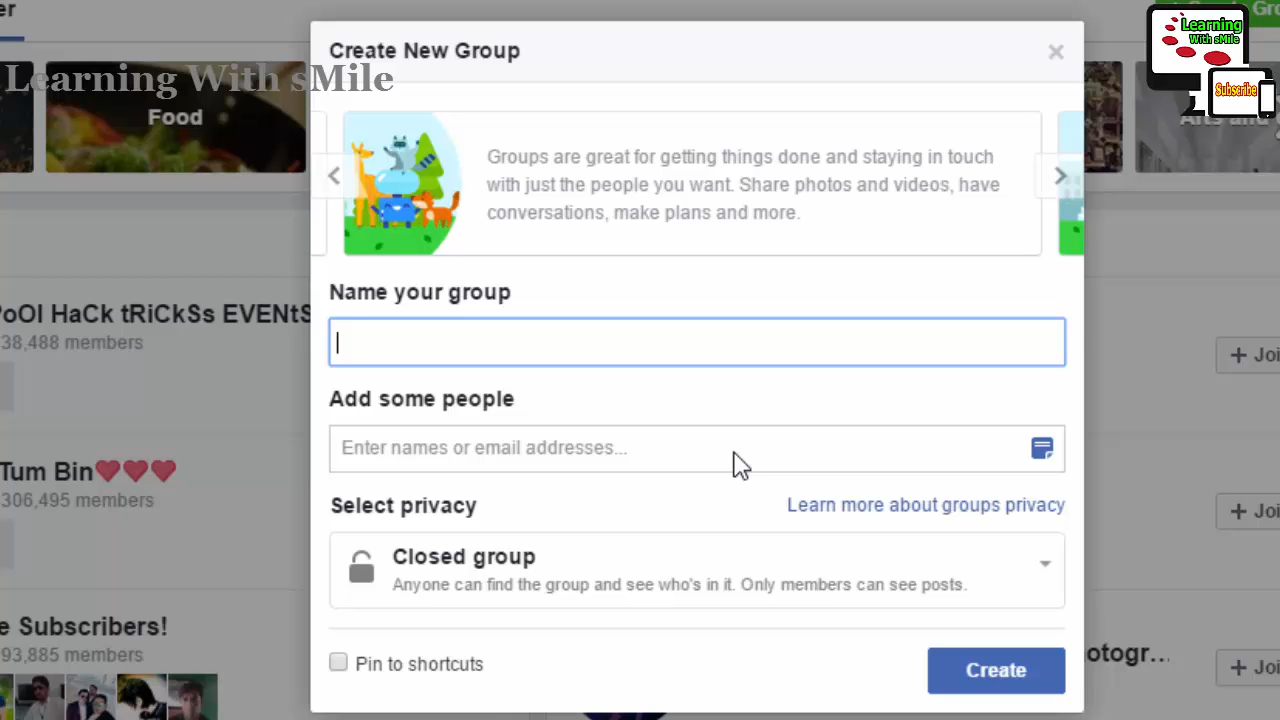 er
Create New Group
×
Learning
With sMile
Subscribe
Learning With sMile
Food
Arts and
Groups are great for getting things done and staying in touch
with just the people you want. Share photos and videos, have
conversations, make plans and more.
Name your group
PoOl HaCk tRiCkSs EVENtS
38,488 members
+ Joi
Add some people
Enter names or email addresses...
Tum Bin❤❤❤
306,495 members
+ Joi
Select privacy
Learn more about groups privacy
Closed group
Anyone can find the group and see who's in it. Only members can see posts.
e Subscribers!
93,885 members
Pin to shortcuts
Create
otogr...
+ Joi